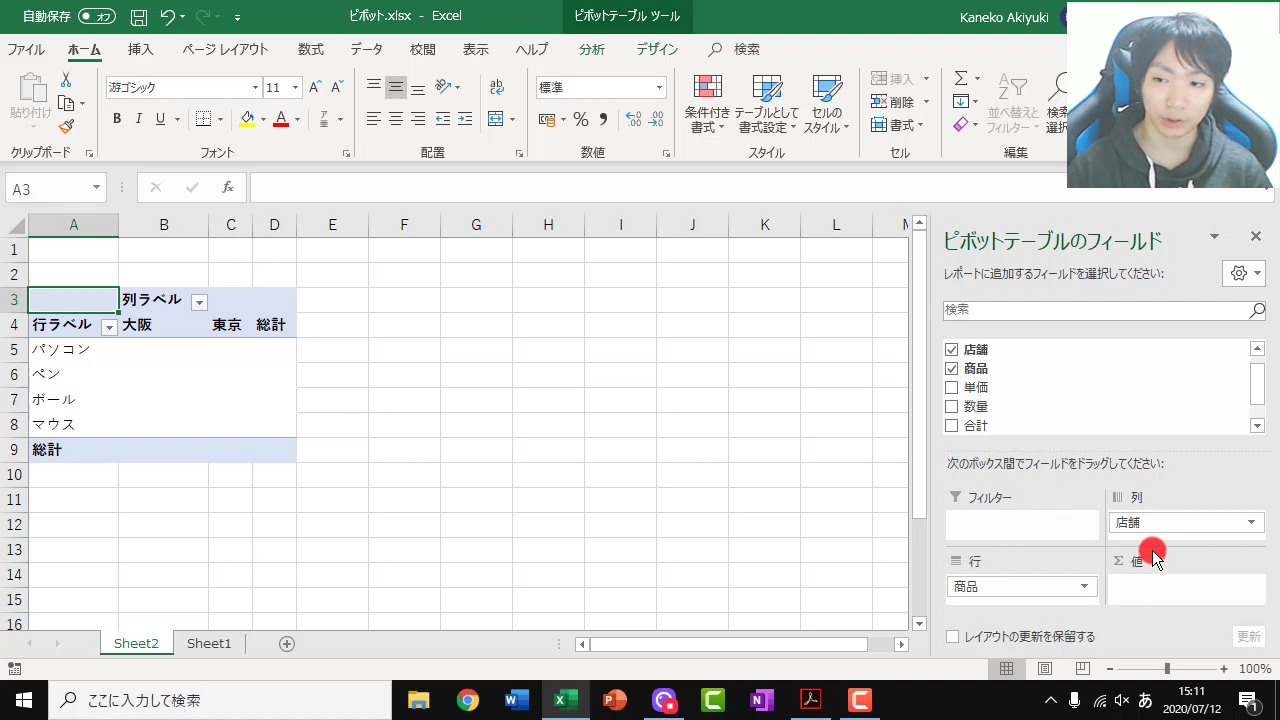 自動保存 オフ ピボット.xlsx - Excel ピボットテーブル ツール Kaneko Akiyuki
ファイル ホーム 挿入 ページ レイアウト 数式 データ 校閲 表示 ヘルプ 分析 デザイン 検索
貼り付け 游ゴシック 11 標準 条件付き書式 テーブルとして書式設定 セルのスタイル 挿入 削除 書式 並べ替えとフィルター
B I U A
クリップボード フォント 配置 数値 スタイル セル 編集
A3 fx
A B C D E F G H I J K L
1
2
3 列ラベル
4 行ラベル 大阪 東京 総計
5 パソコン
6 ペン
7 ボール
8 マウス
9 総計
10
11
12
13
14
15
16
ピボットテーブルのフィールド
レポートに追加するフィールドを選択してください:
検索
店舗
商品
単価
数量
合計
次のボックス間でフィールドをドラッグしてください:
フィルター 列
店舗
行 Σ 値
商品
レイアウトの更新を保留する 更新
Sheet2 Sheet1
100%
ここに入力して検索
あ 15:11
2020/07/12
1